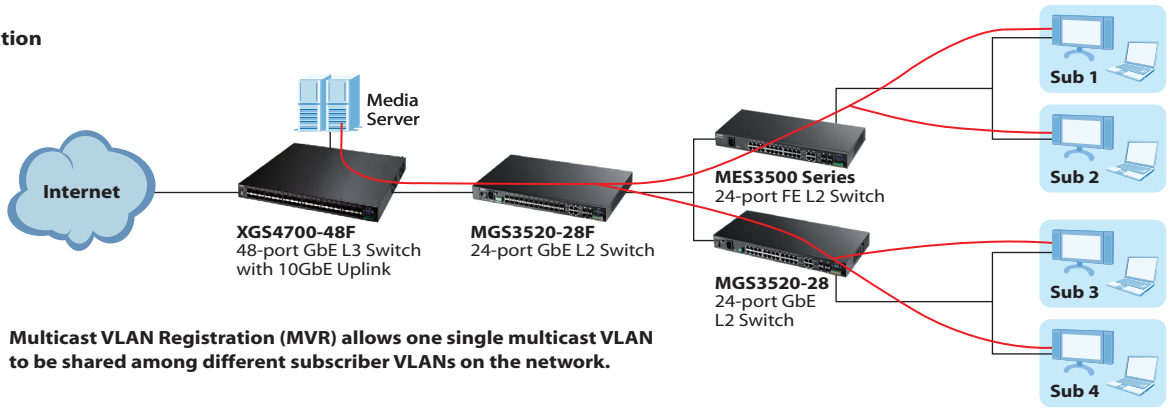 Media
Server
Internet
XGS4700-48F
48-port GbE L3 Switch
with 10GbE Uplink
MGS3520-28F
24-port GbE L2 Switch
MES3500 Series
24-port FE L2 Switch
MGS3520-28
24-port GbE
L2 Switch
Sub 1
Sub 2
Sub 3
Sub 4
Multicast VLAN Registration (MVR) allows one single multicast VLAN
to be shared among different subscriber VLANs on the network.